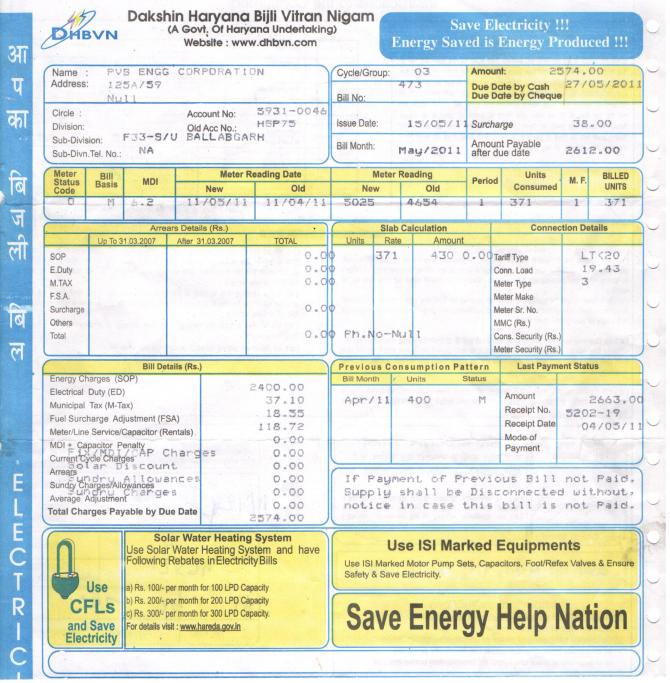 DHBVN
Dakshin Haryana Bijli Vitran Nigam
(A Govt. Of Haryana Undertaking)
Website : www.dhbvn.com
Save Electricity !!!
Energy Saved is Energy Produced !!!
आपका बिजली बिल
ELECTRIC
Name : PVS ENGG CORPORATION
Address: 125A/59
Null
Cycle/Group: 03
473
Bill No:
Amount: 2574.00
Due Date by Cash 27/05/2011
Due Date by Cheque
Circle : Account No: 5931-0046
Division: Old Acc No.: HSP75
Sub-Division: F33-S/U BALLABGARH
Sub-Divn.Tel. No.: NA
Issue Date: 15/05/11
Surcharge 38.00
Bill Month: May/2011
Amount Payable after due date 2612.00
Meter Status Code Bill Basis MDI Meter Reading Date Meter Reading Period Units Consumed M. F. BILLED UNITS
New Old New Old
0 M 6.2 11/05/11 11/04/11 5025 4654 1 371 1 371
Arrears Details (Rs.)
Up To 31.03.2007 After 31.03.2007 TOTAL
SOP 0.00
E.Duty 0.00
M.TAX 0.00
F.S.A.
Surcharge 0.00
Others
Total 0.00
Slab Calculation
Units Rate Amount
371 430 0.00
Ph.No-Null
Connection Details
Tariff Type LT<20
Conn. Load 19.43
Meter Type 3
Meter Make
Meter Sr. No.
MMC (Rs.)
Cons. Security (Rs.)
Meter Security (Rs.)
Bill Details (Rs.)
Energy Charges (SOP) 2400.00
Electrical Duty (ED) 37.10
Municipal Tax (M-Tax) 18.55
Fuel Surcharge Adjustment (FSA) 118.72
Meter/Line Service/Capacitor (Rentals) 0.00
MDI + Capacitor Penalty 0.00
Fix/MDI/CAP Charges
Current Cycle Charges 0.00
Solar Discount
Arrears 0.00
Sundry Allowances
Sundry Charges/Allowances 0.00
Sundry Charges
Average Adjustment 0.00
Total Charges Payable by Due Date 2574.00
Previous Consumption Pattern
Bill Month Units Status
Apr/11 400 M
Last Payment Status
Amount 2663.00
Receipt No. 5202-19
Receipt Date 04/05/11
Mode of Payment
If Payment of Previous Bill not Paid,
Supply shall be Disconnected without,
notice in case this bill is not Paid.
Use CFLs and Save Electricity
Solar Water Heating System
Use Solar Water Heating System and have
Following Rebates in Electricity Bills
a) Rs. 100/- per month for 100 LPD Capacity
b) Rs. 200/- per month for 200 LPD Capacity
c) Rs. 300/- per month for 300 LPD Capacity.
For details visit : www.hareda.gov.in
Use ISI Marked Equipments
Use ISI Marked Motor Pump Sets, Capacitors, Foot/Refex Valves & Ensure
Safety & Save Electricity.
Save Energy Help Nation